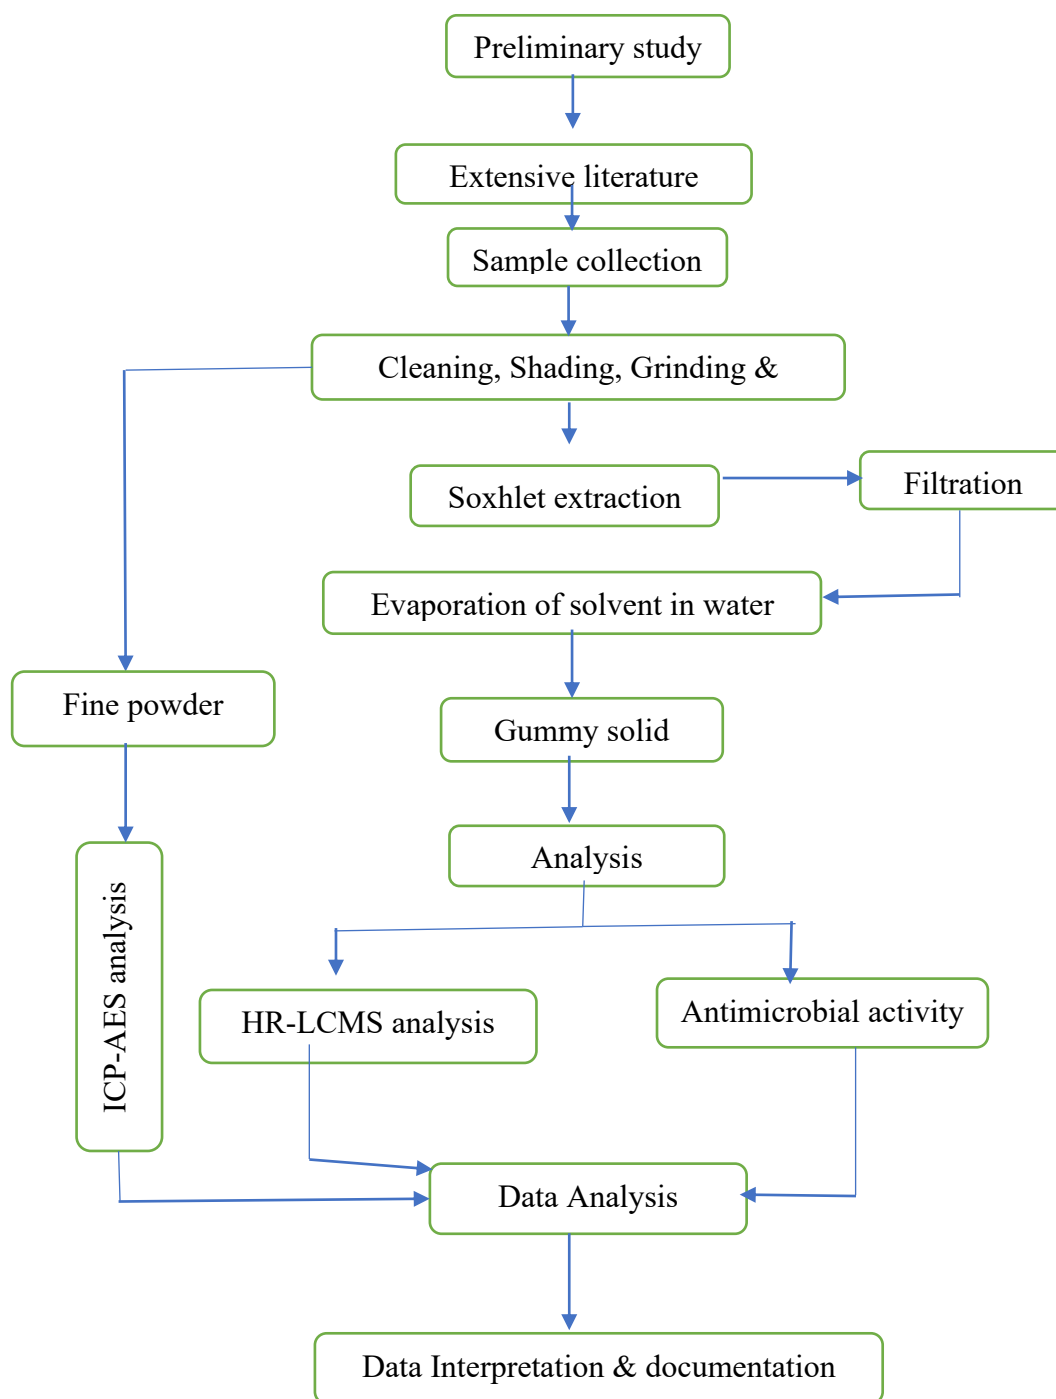 Preliminary study
Extensive literature
Sample collection
Cleaning, Shading, Grinding &
Soxhlet extraction
Filtration
Evaporation of solvent in water
Fine powder
Gummy solid
Analysis
ICP-AES analysis
HR-LCMS analysis
Antimicrobial activity
Data Analysis
Data Interpretation & documentation